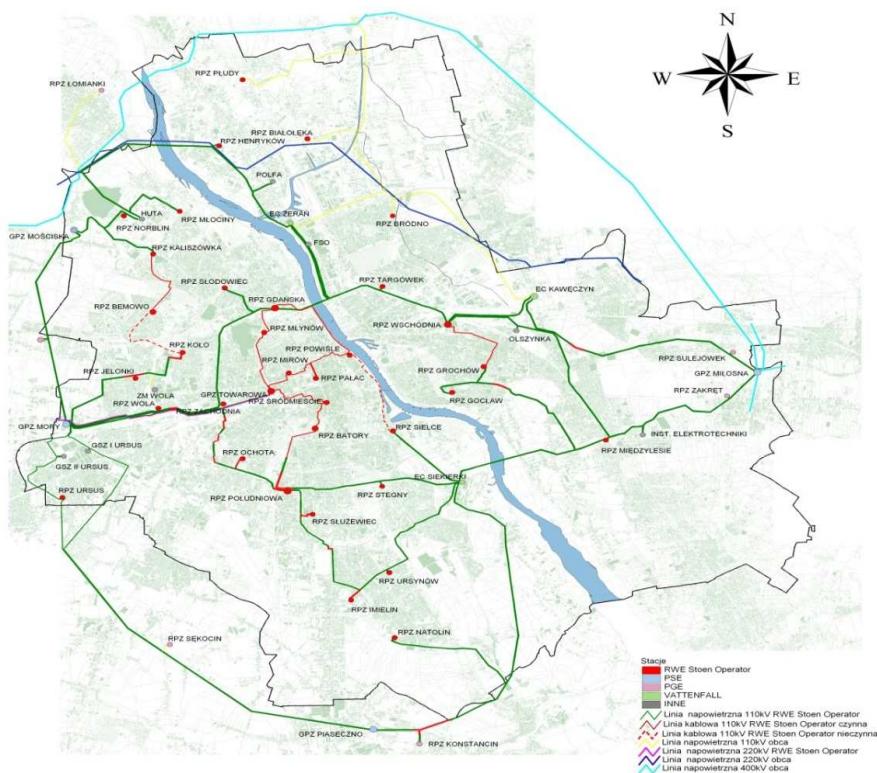 N
W E
S
RPZ PŁUDY
RPZ ŁOMIANKI
RPZ BIAŁOŁĘKA
RPZ HENRYKÓW
POLFA
HUTA
RPZ MŁOCINY
RPZ NORBLIN
EC ŻERAŃ
RPZ BRÓDNO
GPZ MOŚCISKA
FSO
RPZ KALISZÓWKA
RPZ SŁODOWIEC
RPZ TARGÓWEK
EC KAWĘCZYN
RPZ GDAŃSKA
RPZ BEMOWO
RPZ MŁYNÓW
RPZ WSCHODNIA
OLSZYNKA
RPZ KOŁO
RPZ POWIŚLE
RPZ MIRÓW
RPZ SULEJÓWEK
RPZ JELONKI
RPZ PAŁAC
RPZ GROCHÓW
GPZ MIŁOSNA
ZM WOLA
GPZ TOWAROWA
RPZ ZAKRĘT
RPZ WOLA
RPZ ZACHODNIA
RPZ ŚRÓDMIEŚCIE
RPZ GOCŁAW
GPZ MORY
RPZ BATORY
RPZ SIELCE
INST. ELEKTROTECHNIKI
GSZ I URSUS
RPZ MIĘDZYLESIE
GSZ II URSUS
RPZ OCHOTA
EC SIEKIERKI
RPZ URSUS
RPZ POŁUDNIOWA
RPZ STEGNY
RPZ SŁUŻEWIEC
RPZ URSYNÓW
RPZ IMIELIN
RPZ NATOLIN
RPZ SĘKOCIN
GPZ PIASECZNO
RPZ KONSTANCIN
Stacje
RWE Stoen Operator
PSE
PGE
VATTENFALL
INNE
Linia napowietrzna 110kV RWE Stoen Operator
Linia kablowa 110kV RWE Stoen Operator czynna
Linia kablowa 110kV RWE Stoen Operator nieczynna
Linia napowietrzna 110kV obca
Linia napowietrzna 220kV RWE Stoen Operator
Linia napowietrzna 220kV obca
Linia napowietrzna 400kV obca